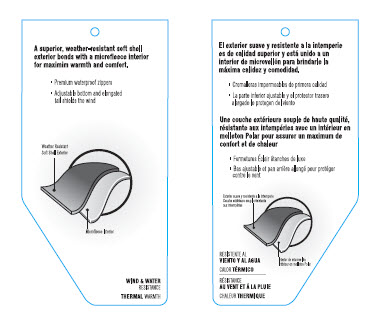 A superior, weather-resistant soft shell
exterior bonds with a microfleece interior
for maximim warmth and comfort.
• Premium waterproof zippers
• Adjustable bottom and elongated
tail shields the wind
Weather Resistant
Soft Shell Exterior
Microfleece Interior
WIND & WATER
RESISTANCE
THERMAL WARMTH
El exterior suave y resistente a la intemperie
es de calidad superior y está unido a un
interior de microvellón para brindarle la
máxima calidez y comodidad.
• Cremalleras impermeables de primera calidad
• La parte inferior ajustable y el protector trasero
alargado lo protegen del viento
Une couche extérieure souple de haute qualité,
résistante aux intempéries avec un intérieur en
molleton Polar pour assurer un maximum de
confort et de chaleur
• Fermetures Éclair étanches de luxe
• Bas ajustable et pan arrière allongé pour protéger
contre le vent
Exterior suave y resistente a la intemperie
Couche extérieure souple résistante
aux intempéries
Interior de microvellón
Intérieur en molleton Polar
RESISTENTE AL
VIENTO Y AL AGUA
CALOR TÉRMICO
RÉSISTANCE
AU VENT ET À LA PLUIE
CHALEUR THERMIQUE